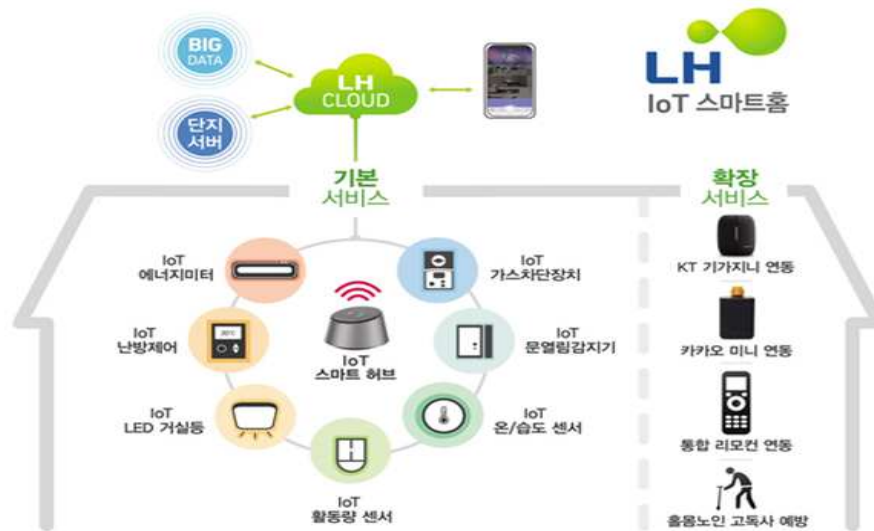 BIG
DATA
단지
서버
LH
CLOUD
LH
IoT 스마트홈
기본
서비스
IoT
에너지미터
IoT
가스차단장치
IoT
난방제어
IoT
스마트 허브
IoT
문열림감지기
IoT
LED 거실등
IoT
온/습도 센서
IoT
활동량 센서
확장
서비스
KT 기가지니 연동
카카오 미니 연동
통합 리모컨 연동
홀몸노인 고독사 예방